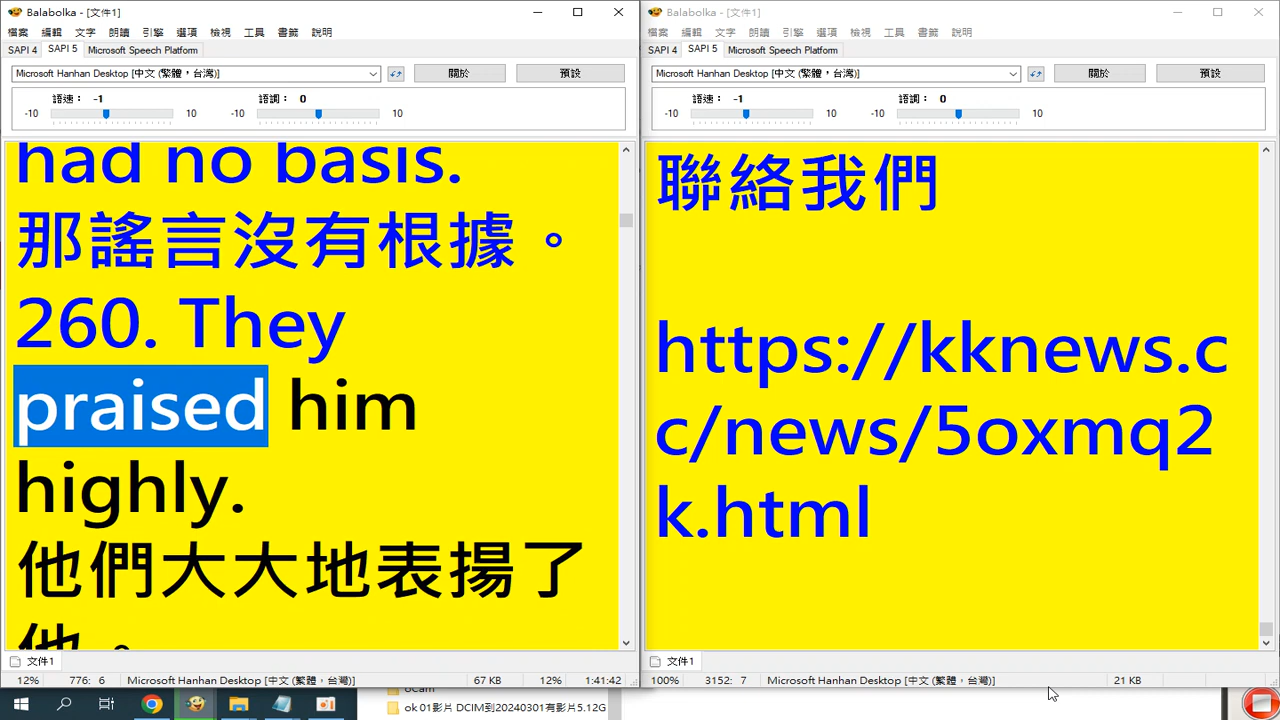 Balabolka - [文件1]
檔案 編輯 文字 朗讀 引擎 選項 檢視 工具 書籤 說明
SAPI 4 SAPI 5 Microsoft Speech Platform
Microsoft Hanhan Desktop [中文 (繁體，台灣)] 關於 預設
語速： -1 語調： 0
-10 10 -10 10
had no basis.
那謠言沒有根據。
260. They
praised him
highly.
他們大大地表揚了
他。
文件1
12% 776: 6 Microsoft Hanhan Desktop [中文 (繁體，台灣)] 67 KB 12% 1:41:42
Balabolka - [文件1]
檔案 編輯 文字 朗讀 引擎 選項 檢視 工具 書籤 說明
SAPI 4 SAPI 5 Microsoft Speech Platform
Microsoft Hanhan Desktop [中文 (繁體，台灣)] 關於 預設
語速： -1 語調： 0
-10 10 -10 10
聯絡我們
https://kknews.c
c/news/5oxmq2
k.html
文件1
100% 3152: 7 Microsoft Hanhan Desktop [中文 (繁體，台灣)] 21 KB
oCam
ok 01影片 DCIM到20240301有影片5.12G